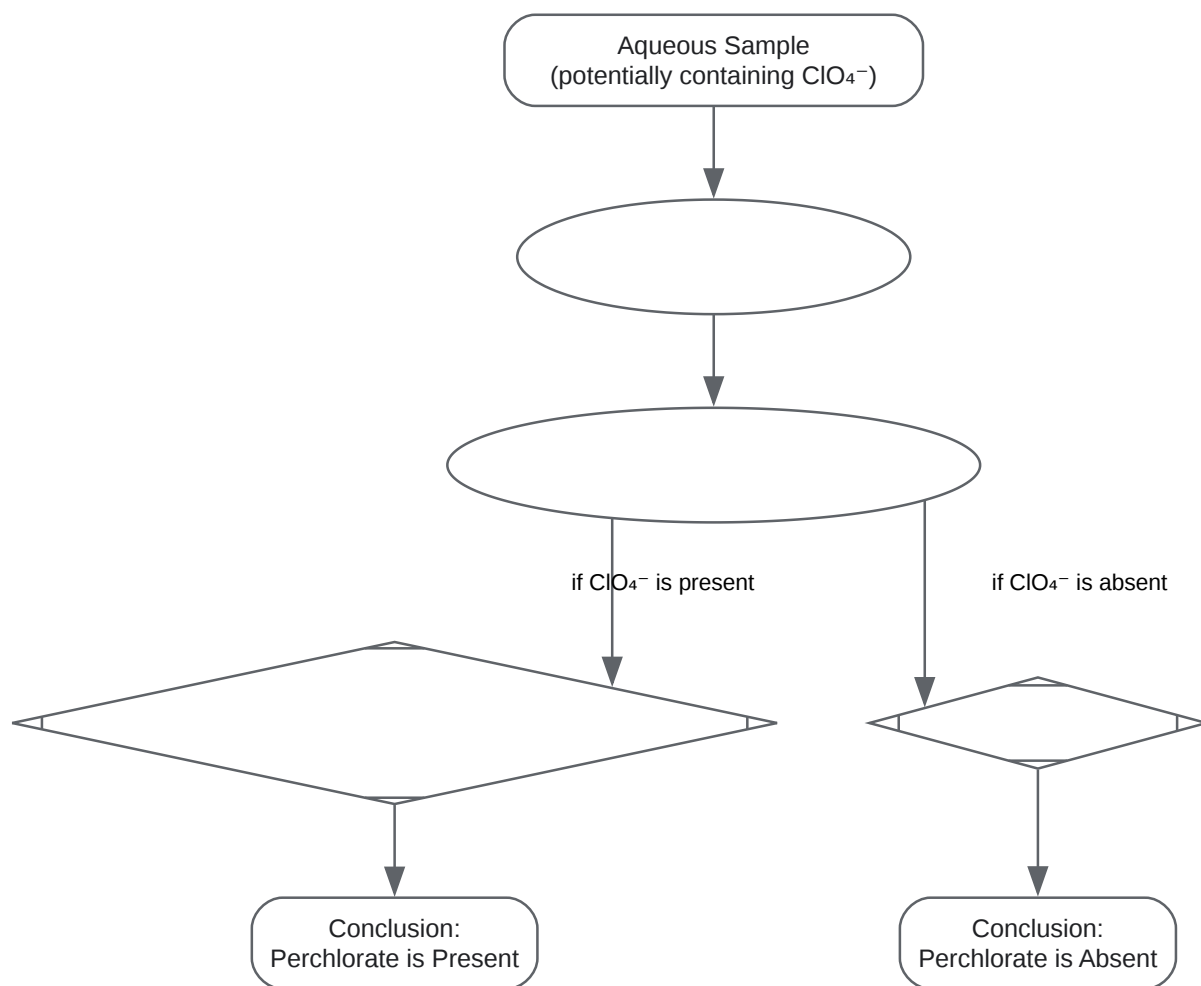 Aqueous Sample
(potentially containing ClO₄⁻)
if ClO₄⁻ is present
if ClO₄⁻ is absent
Conclusion:
Perchlorate is Present
Conclusion:
Perchlorate is Absent